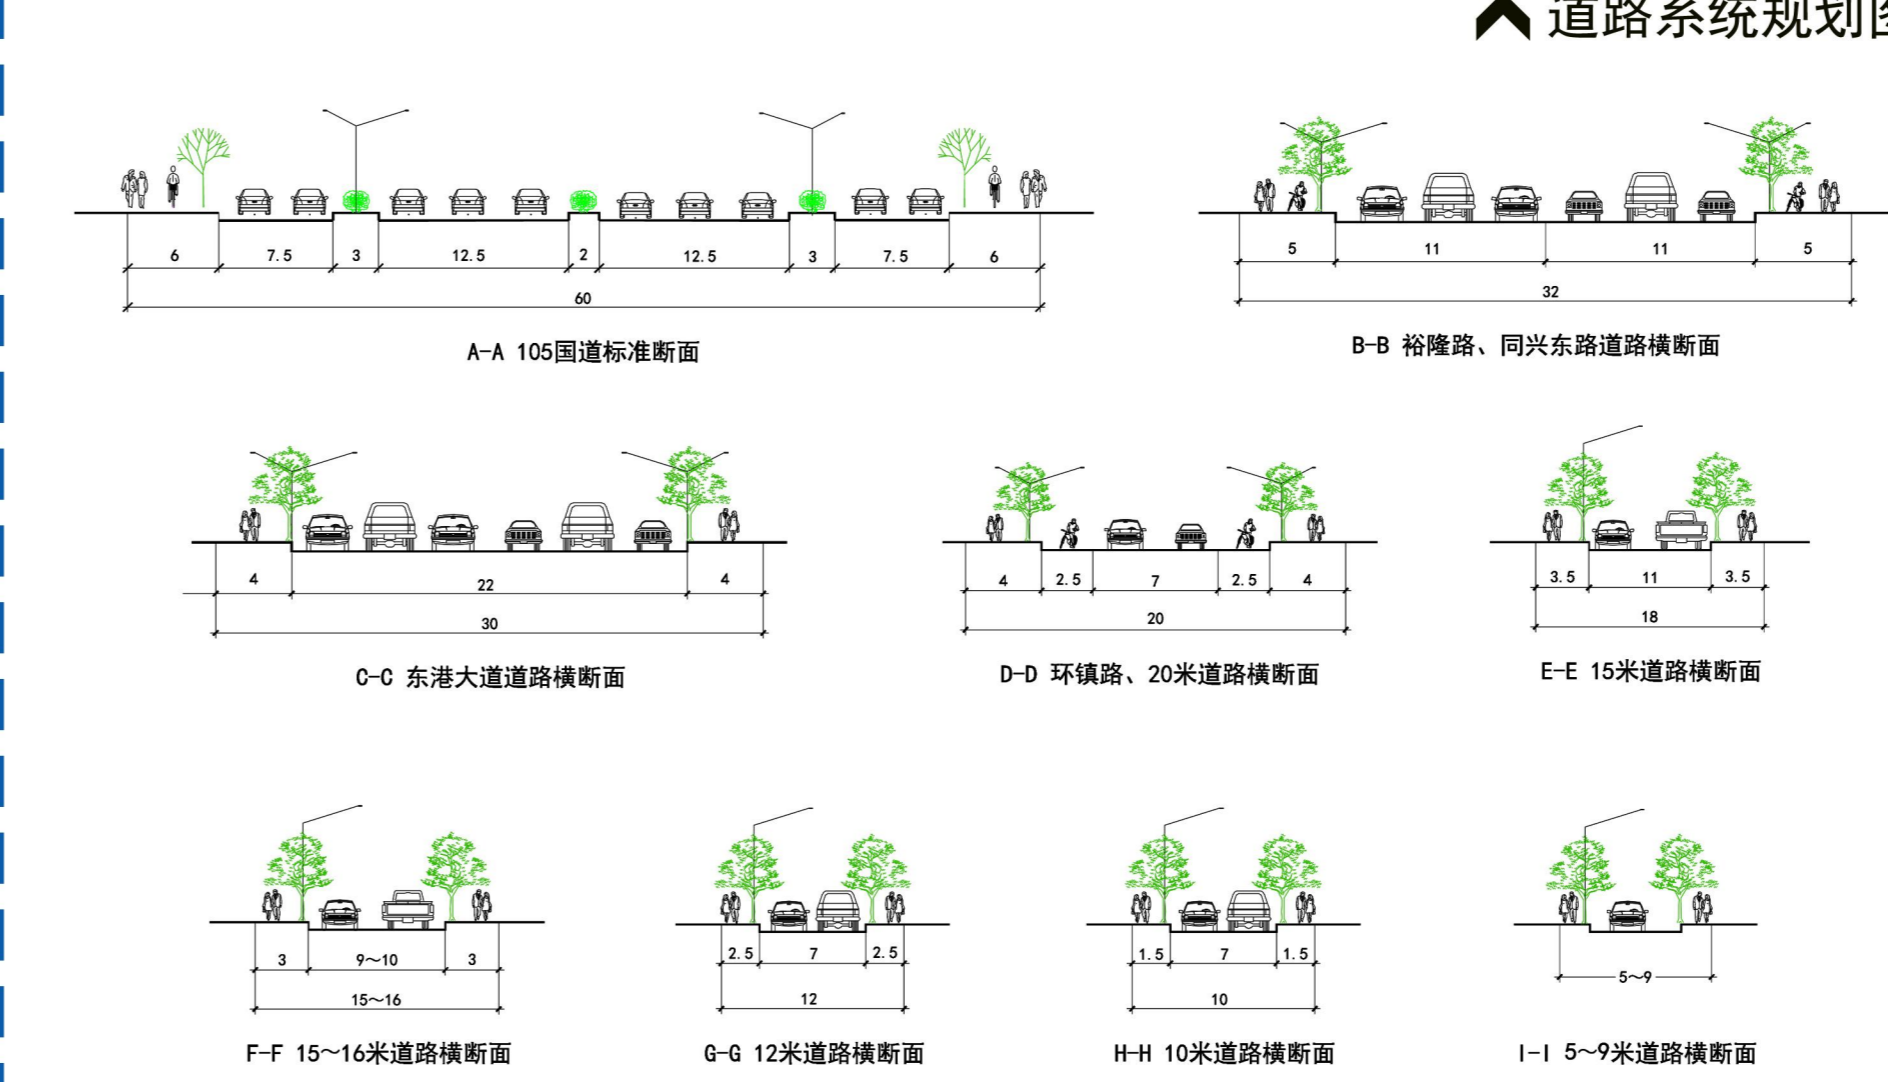 道路系统规划图
6 7.5 3 12.5 2 12.5 3 7.5 6
60
A-A 105国道标准断面
5 11 11 5
32
B-B 裕隆路、同兴东路道路横断面
4 22 4
30
C-C 东港大道道路横断面
4 2.5 7 2.5 4
20
D-D 环镇路、20米道路横断面
3.5 11 3.5
18
E-E 15米道路横断面
3 9～10 3
15～16
F-F 15～16米道路横断面
2.5 7 2.5
12
G-G 12米道路横断面
1.5 7 1.5
10
H-H 10米道路横断面
5～9
I-I 5～9米道路横断面